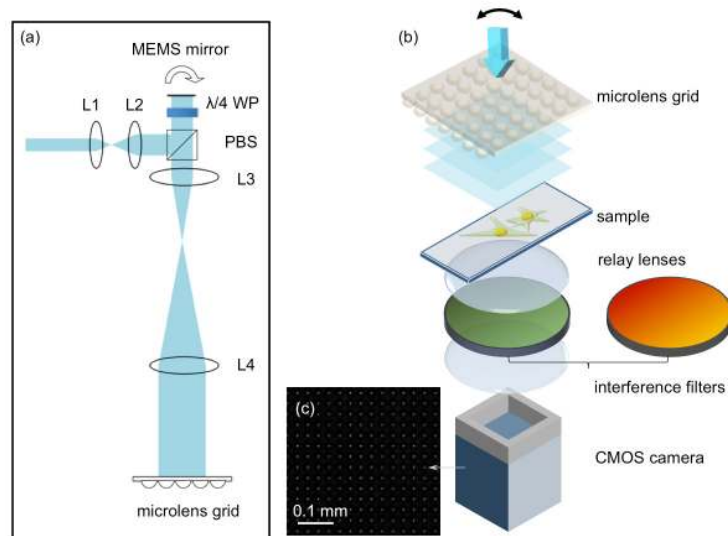 (a)
MEMS mirror
L1
L2
λ/4 WP
PBS
L3
L4
microlens grid
(b)
microlens grid
sample
relay lenses
interference filters
CMOS camera
(c)
0.1 mm